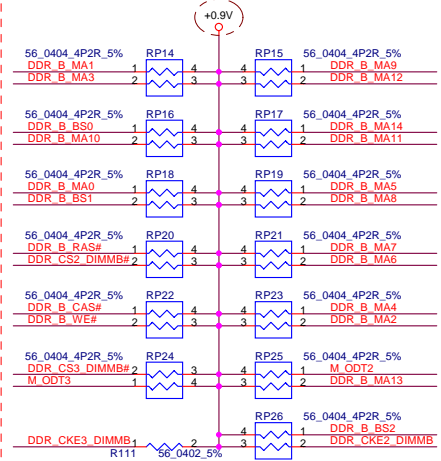 +0.9V
56_0404_4P2R_5% RP14 RP15 56_0404_4P2R_5%
DDR_B_MA1 1 4 4 1 DDR_B_MA9
DDR_B_MA3 2 3 3 2 DDR_B_MA12
56_0404_4P2R_5% RP16 RP17 56_0404_4P2R_5%
DDR_B_BS0 1 4 4 1 DDR_B_MA14
DDR_B_MA10 2 3 3 2 DDR_B_MA11
56_0404_4P2R_5% RP18 RP19 56_0404_4P2R_5%
DDR_B_MA0 1 4 4 1 DDR_B_MA5
DDR_B_BS1 2 3 3 2 DDR_B_MA8
56_0404_4P2R_5% RP20 RP21 56_0404_4P2R_5%
DDR_B_RAS# 1 4 4 1 DDR_B_MA7
DDR_CS2_DIMMB# 2 3 3 2 DDR_B_MA6
56_0404_4P2R_5% RP22 RP23 56_0404_4P2R_5%
DDR_B_CAS# 1 4 4 1 DDR_B_MA4
DDR_B_WE# 2 3 3 2 DDR_B_MA2
56_0404_4P2R_5% RP24 RP25 56_0404_4P2R_5%
DDR_CS3_DIMMB# 2 3 4 1 M_ODT2
M_ODT3 1 4 3 2 DDR_B_MA13
RP26 56_0404_4P2R_5%
4 1 DDR_B_BS2
DDR_CKE3_DIMMB 1 2 3 2 DDR_CKE2_DIMMB
R111 56_0402_5%